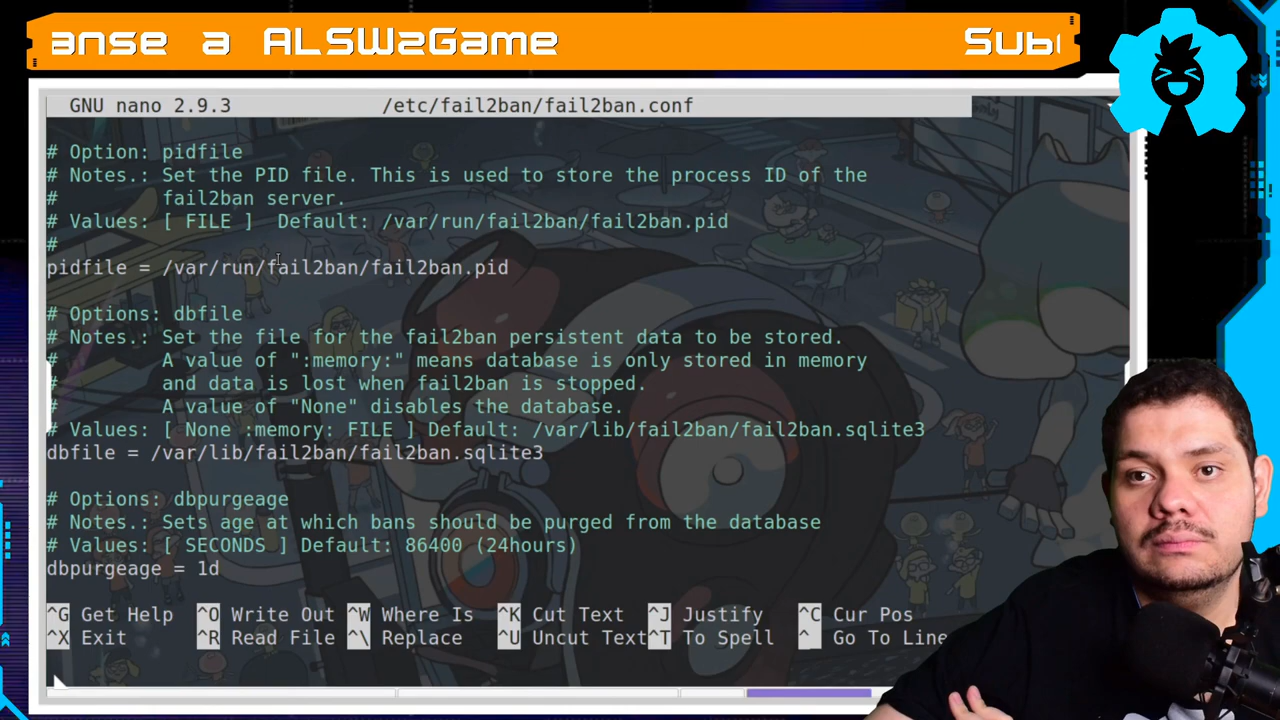 anse a ALSW2Game
GNU nano 2.9.3 /etc/fail2ban/fail2ban.conf
# Option: pidfile
# Notes.: Set the PID file. This is used to store the process ID of the
# fail2ban server.
# Values: [ FILE ] Default: /var/run/fail2ban/fail2ban.pid
#
pidfile = /var/run/fail2ban/fail2ban.pid
# Options: dbfile
# Notes.: Set the file for the fail2ban persistent data to be stored.
# A value of ":memory:" means database is only stored in memory
# and data is lost when fail2ban is stopped.
# A value of "None" disables the database.
# Values: [ None :memory: FILE ] Default: /var/lib/fail2ban/fail2ban.sqlite3
dbfile = /var/lib/fail2ban/fail2ban.sqlite3
# Options: dbpurgeage
# Notes.: Sets age at which bans should be purged from the database
# Values: [ SECONDS ] Default: 86400 (24hours)
dbpurgeage = 1d
^G Get Help ^O Write Out ^W Where Is ^K Cut Text ^J Justify ^C Cur Pos
^X Exit ^R Read File ^\ Replace ^U Uncut Text ^T To Spell ^_ Go To Line